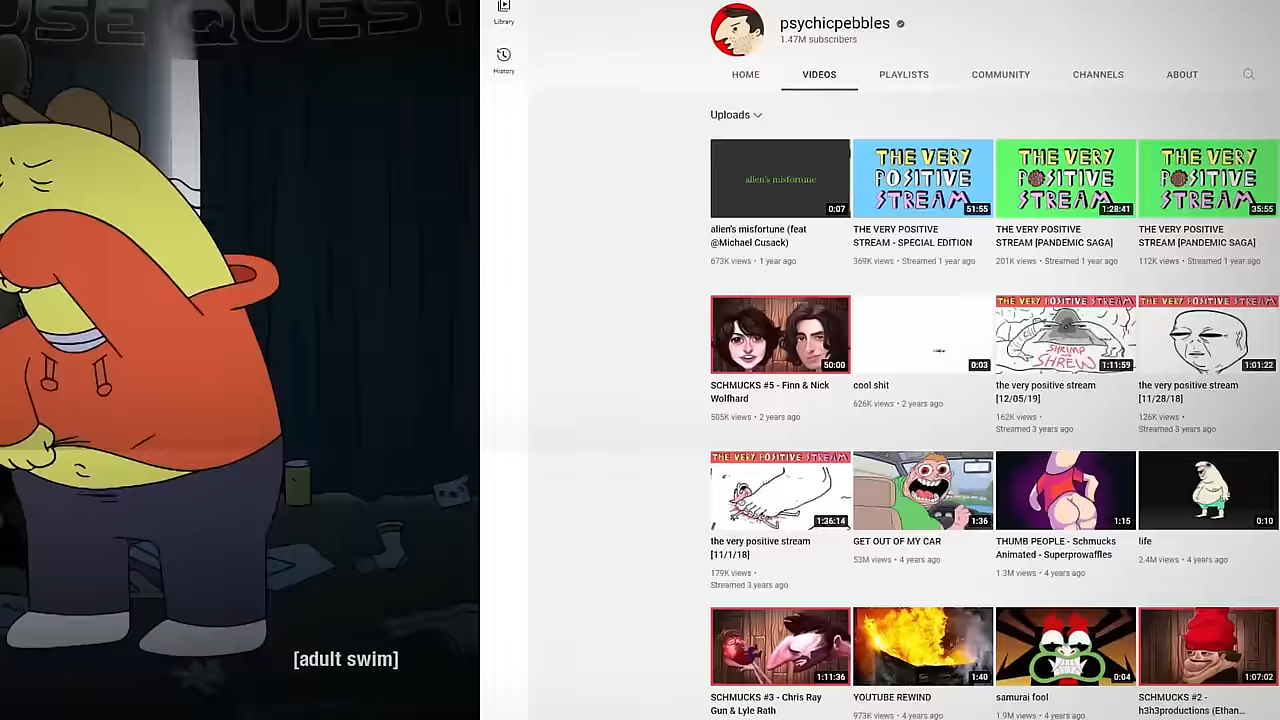 SE QUEST
[adult swim]
Library
History
psychicpebbles
1.47M subscribers
HOME VIDEOS PLAYLISTS COMMUNITY CHANNELS ABOUT
Uploads
alien's misfortune
0:07
THE VERY
POSITIVE
STREAM
51:55
THE VERY
POSITIVE
STREAM
1:28:41
THE VERY
POSITIVE
STREAM
35:55
alien's misfortune (feat
@Michael Cusack)
673K views • 1 year ago
THE VERY POSITIVE
STREAM - SPECIAL EDITION
369K views • Streamed 1 year ago
THE VERY POSITIVE
STREAM [PANDEMIC SAGA]
201K views • Streamed 1 year ago
THE VERY POSITIVE
STREAM [PANDEMIC SAGA]
112K views • Streamed 1 year ago
50:00
0:03
THE VERY POSITIVE STREAM
SHRIMP
SHREW
1:11:59
THE VERY POSITIVE STREAM
1:01:22
SCHMUCKS #5 - Finn & Nick
Wolfhard
505K views • 2 years ago
cool shit
626K views • 2 years ago
the very positive stream
[12/05/19]
162K views •
Streamed 3 years ago
the very positive stream
[11/28/18]
126K views •
Streamed 3 years ago
THE VERY POSITIVE STREAM
1:36:14
1:36
1:15
0:10
the very positive stream
[11/1/18]
179K views •
Streamed 3 years ago
GET OUT OF MY CAR
53M views • 4 years ago
THUMB PEOPLE - Schmucks
Animated - Superprowaffles
1.3M views • 4 years ago
life
2.4M views • 4 years ago
1:11:36
1:40
0:04
1:07:02
SCHMUCKS #3 - Chris Ray
Gun & Lyle Rath
YOUTUBE REWIND
973K views • 4 years ago
samurai fool
1.9M views • 4 years ago
SCHMUCKS #2 -
h3h3productions (Ethan...